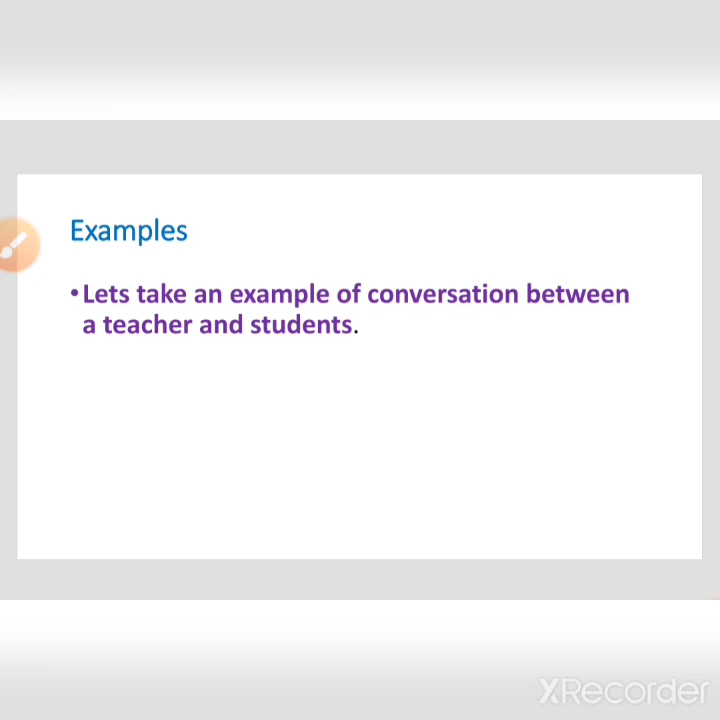 Examples
•Lets take an example of conversation between
a teacher and students.
XRecorder